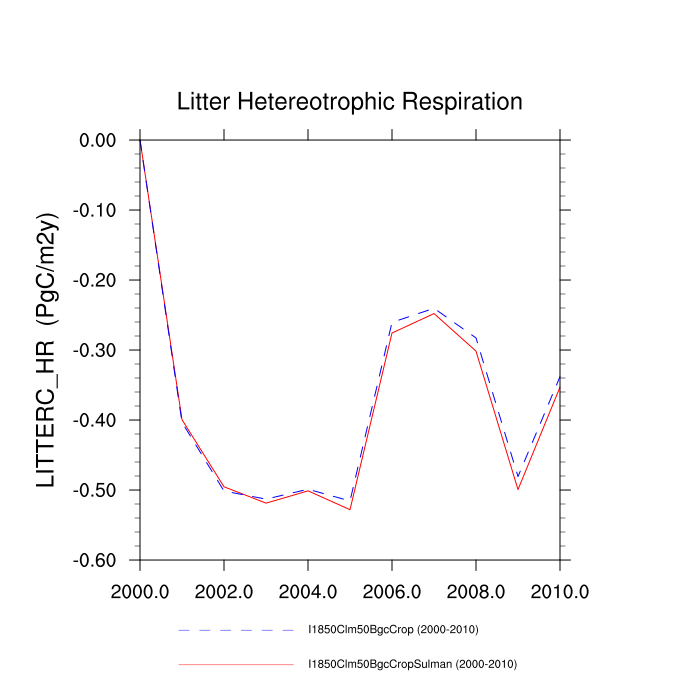 Litter Hetereotrophic Respiration
LITTERC_HR (PgC/m2y)
0.00
-0.10
-0.20
-0.30
-0.40
-0.50
-0.60
2000.0 2002.0 2004.0 2006.0 2008.0 2010.0
I1850Clm50BgcCrop (2000-2010)
I1850Clm50BgcCropSulman (2000-2010)